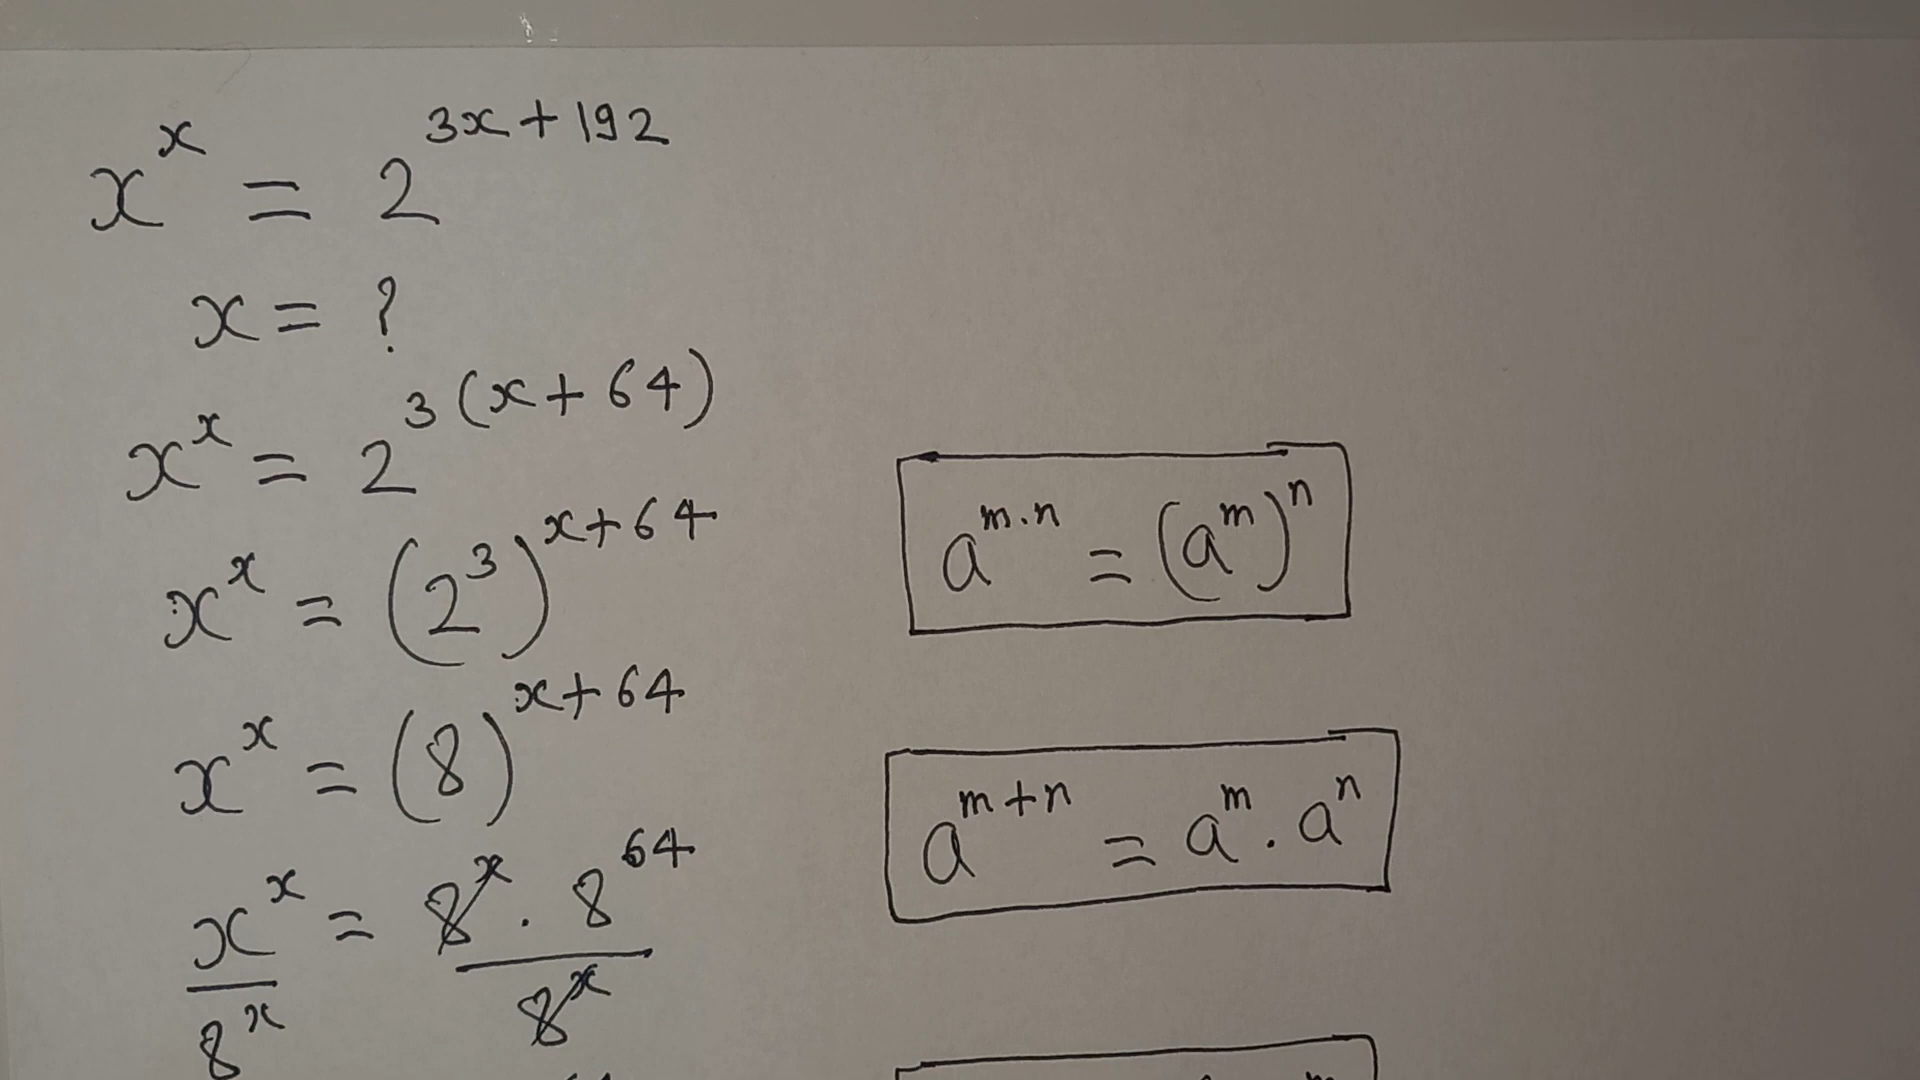 x^x = 2^(3x+192)
x = ?
x^x = 2^3(x+64)
x^x = (2^3)^(x+64)
a^(m.n) = (a^m)^n
x^x = (8)^(x+64)
a^(m+n) = a^m . a^n
x^x/8^x = 8^x . 8^64/8^x